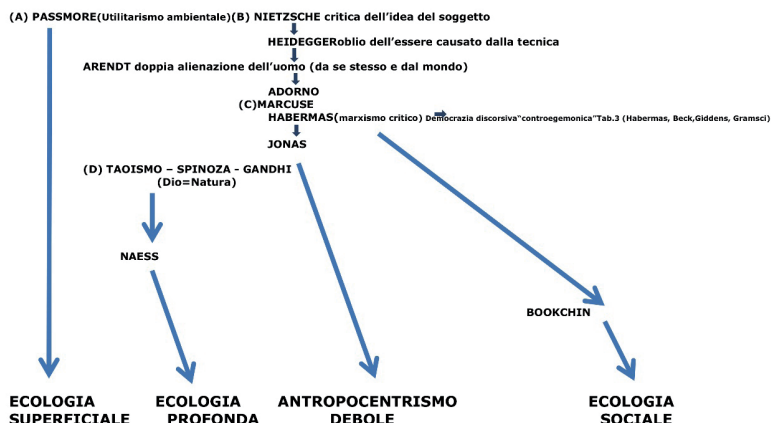 (A) PASSMORE(Utilitarismo ambientale)(B) NIETZSCHE critica dell'idea del soggetto
HEIDEGGERoblio dell'essere causato dalla tecnica
ARENDT doppia alienazione dell'uomo (da se stesso e dal mondo)
ADORNO
(C)MARCUSE
HABERMAS(marxismo critico) Democrazia discorsiva"controegemonica"Tab.3 (Habermas, Beck,Giddens, Gramsci)
JONAS
(D) TAOISMO – SPINOZA - GANDHI
(Dio=Natura)
NAESS
BOOKCHIN
ECOLOGIA SUPERFICIALE
ECOLOGIA PROFONDA
ANTROPOCENTRISMO DEBOLE
ECOLOGIA SOCIALE